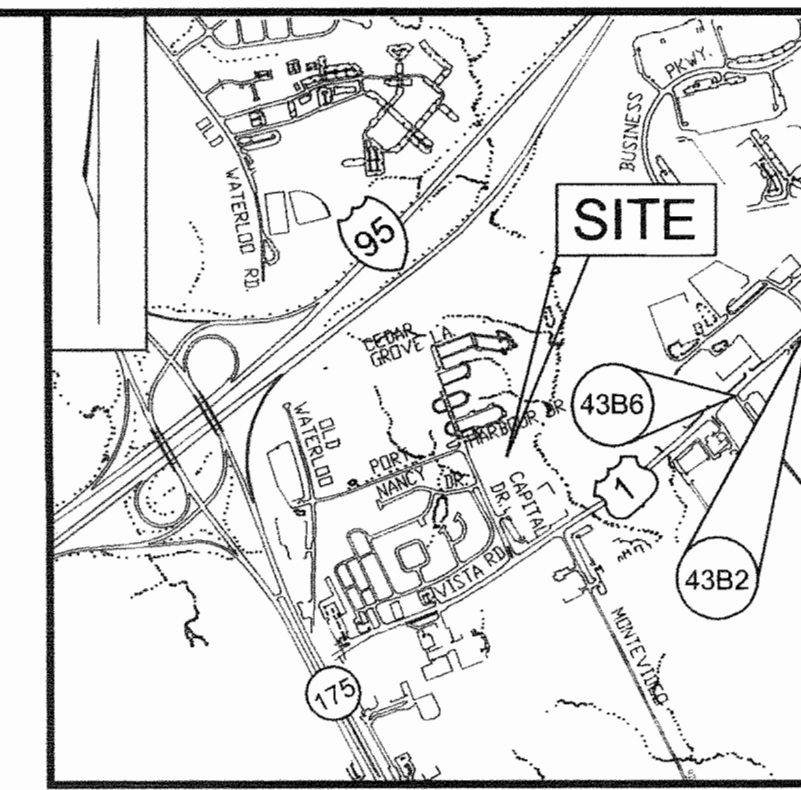 PKWY.
BUSINESS
OLD
WATERLOO RD.
95
SITE
CEDAR
GROVE LA.
43B6
HARBOUR DR
OLD
WATERLOO
PORT
NANCY DR.
CAPITAL
DR.
1
VISTA RD.
43B2
MONTEVIDEO
175